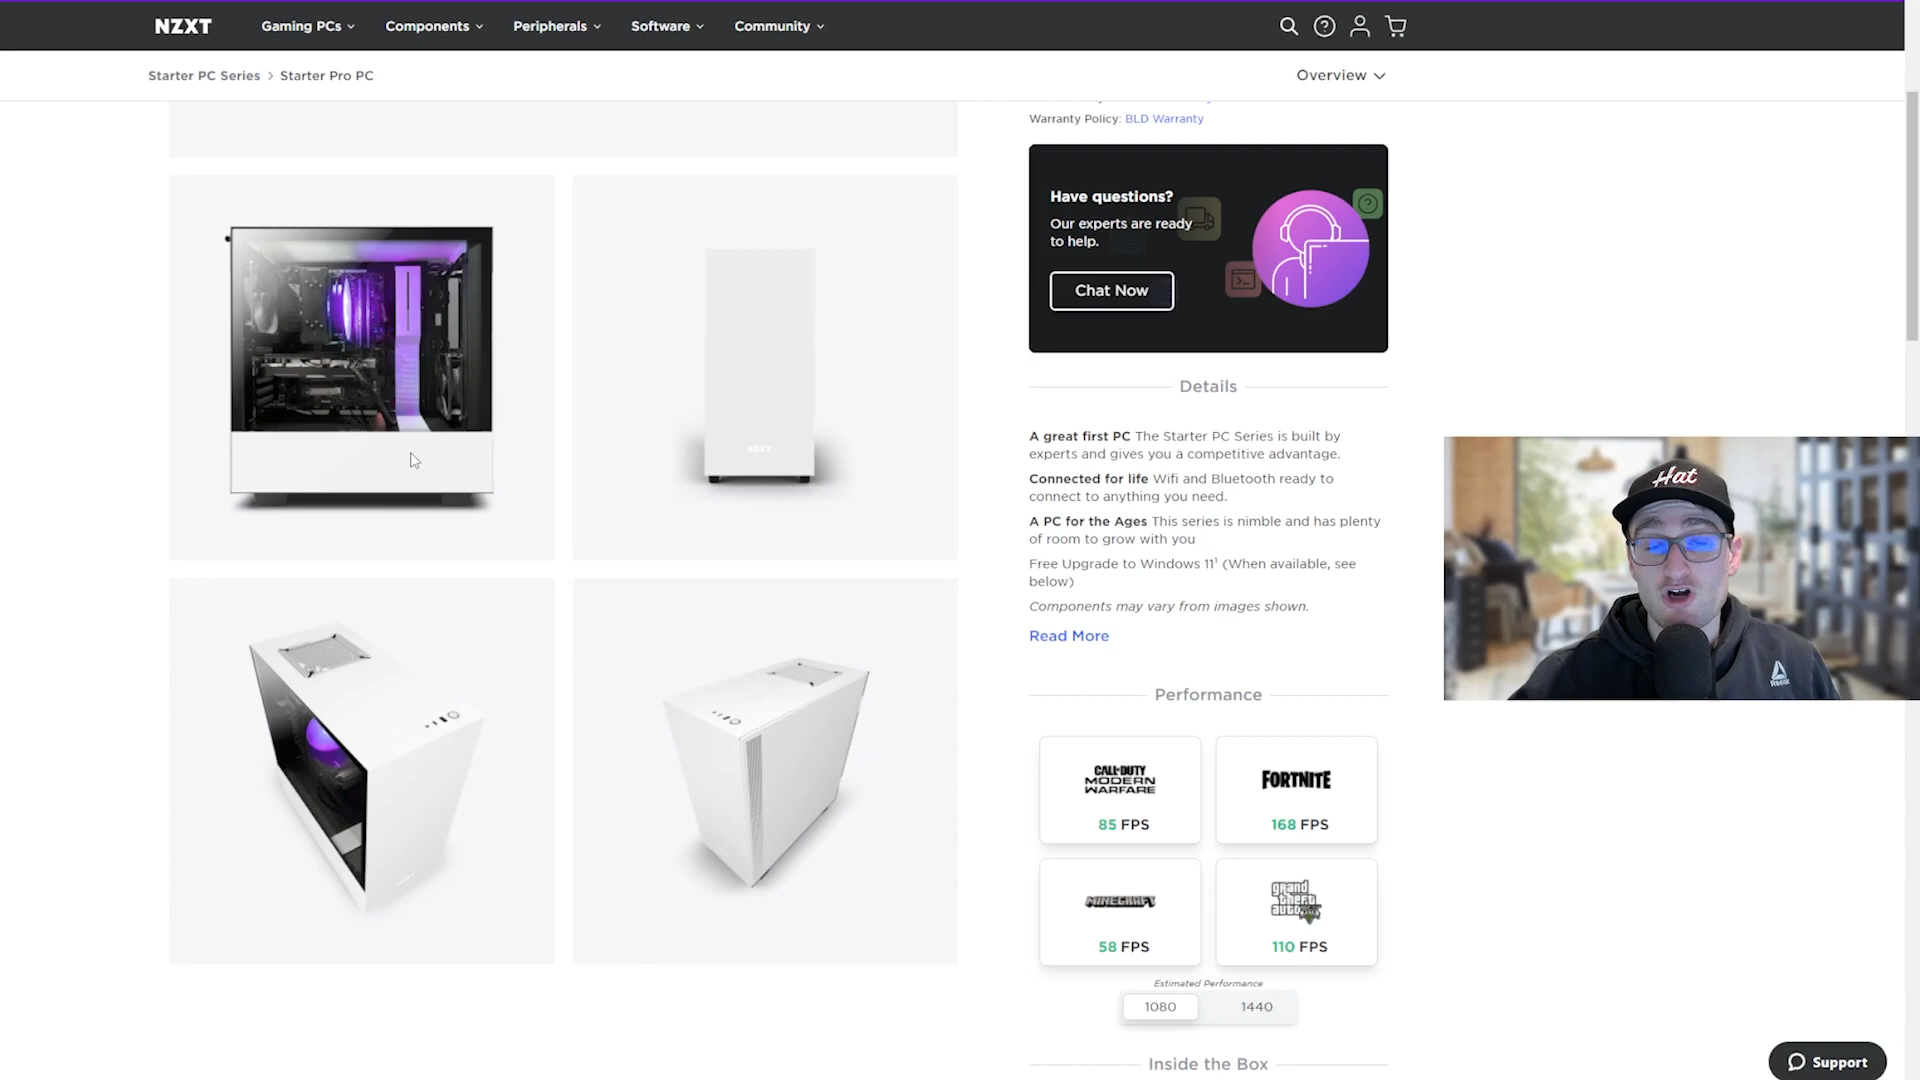 NZXT
Gaming PCs
Components
Peripherals
Software
Community
Starter PC Series > Starter Pro PC
Overview
Warranty Policy: BLD Warranty
Have questions?
Our experts are ready
to help.
Chat Now
Details
A great first PC The Starter PC Series is built by
experts and gives you a competitive advantage.
Connected for life Wifi and Bluetooth ready to
connect to anything you need.
A PC for the Ages This series is nimble and has plenty
of room to grow with you
Free Upgrade to Windows 11¹ (When available, see
below)
Components may vary from images shown.
Read More
Performance
CALL·DUTY
MODERN
WARFARE
85 FPS
FORTNITE
168 FPS
MINECRAFT
58 FPS
grand
theft
auto
110 FPS
Estimated Performance
1080
1440
Inside the Box
NZXT
Hat
Reebok
Support